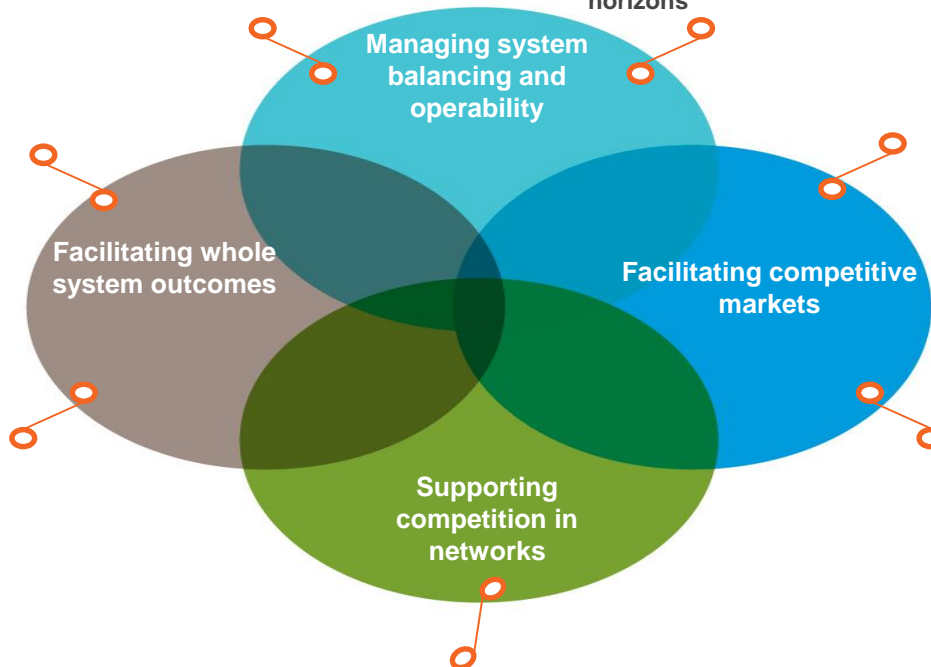 horizons
Managing system
balancing and
operability
Facilitating whole
system outcomes
Facilitating competitive
markets
Supporting
competition in
networks